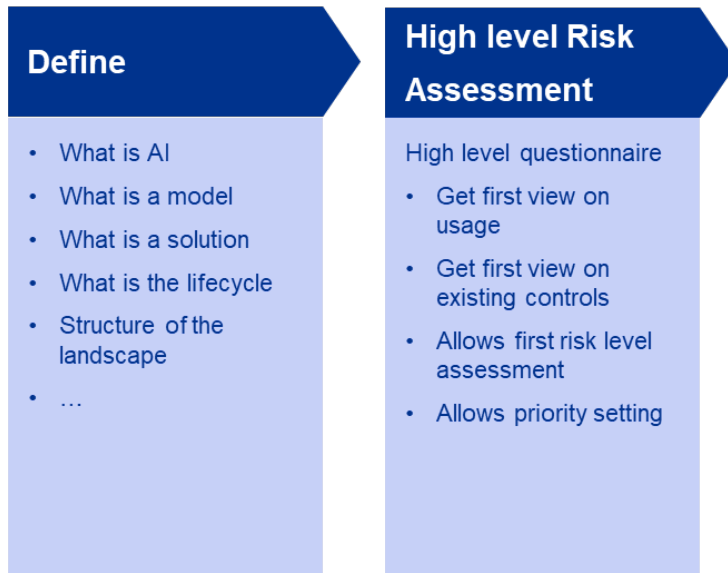 Define
• What is AI
• What is a model
• What is a solution
• What is the lifecycle
• Structure of the
landscape
• …
High level Risk
Assessment
High level questionnaire
• Get first view on
usage
• Get first view on
existing controls
• Allows first risk level
assessment
• Allows priority setting